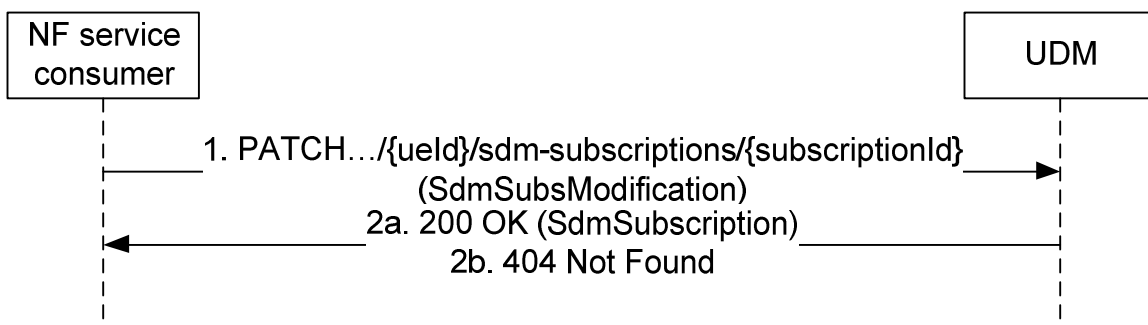 NF service
consumer
UDM
1. PATCH…/{ueId}/sdm-subscriptions/{subscriptionId}
(SdmSubsModification)
2a. 200 OK (SdmSubscription)
2b. 404 Not Found